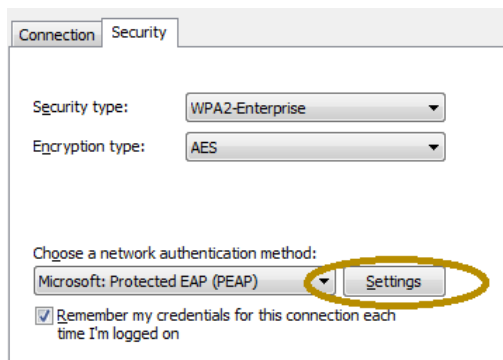 Connection Security
Security type: WPA2-Enterprise
Encryption type: AES
Choose a network authentication method:
Microsoft: Protected EAP (PEAP) Settings
Remember my credentials for this connection each
time I'm logged on